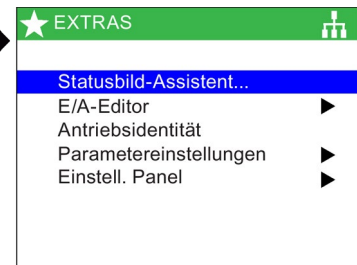 EXTRAS
Statusbild-Assistent...
E/A-Editor
Antriebsidentität
Parametereinstellungen
Einstell. Panel